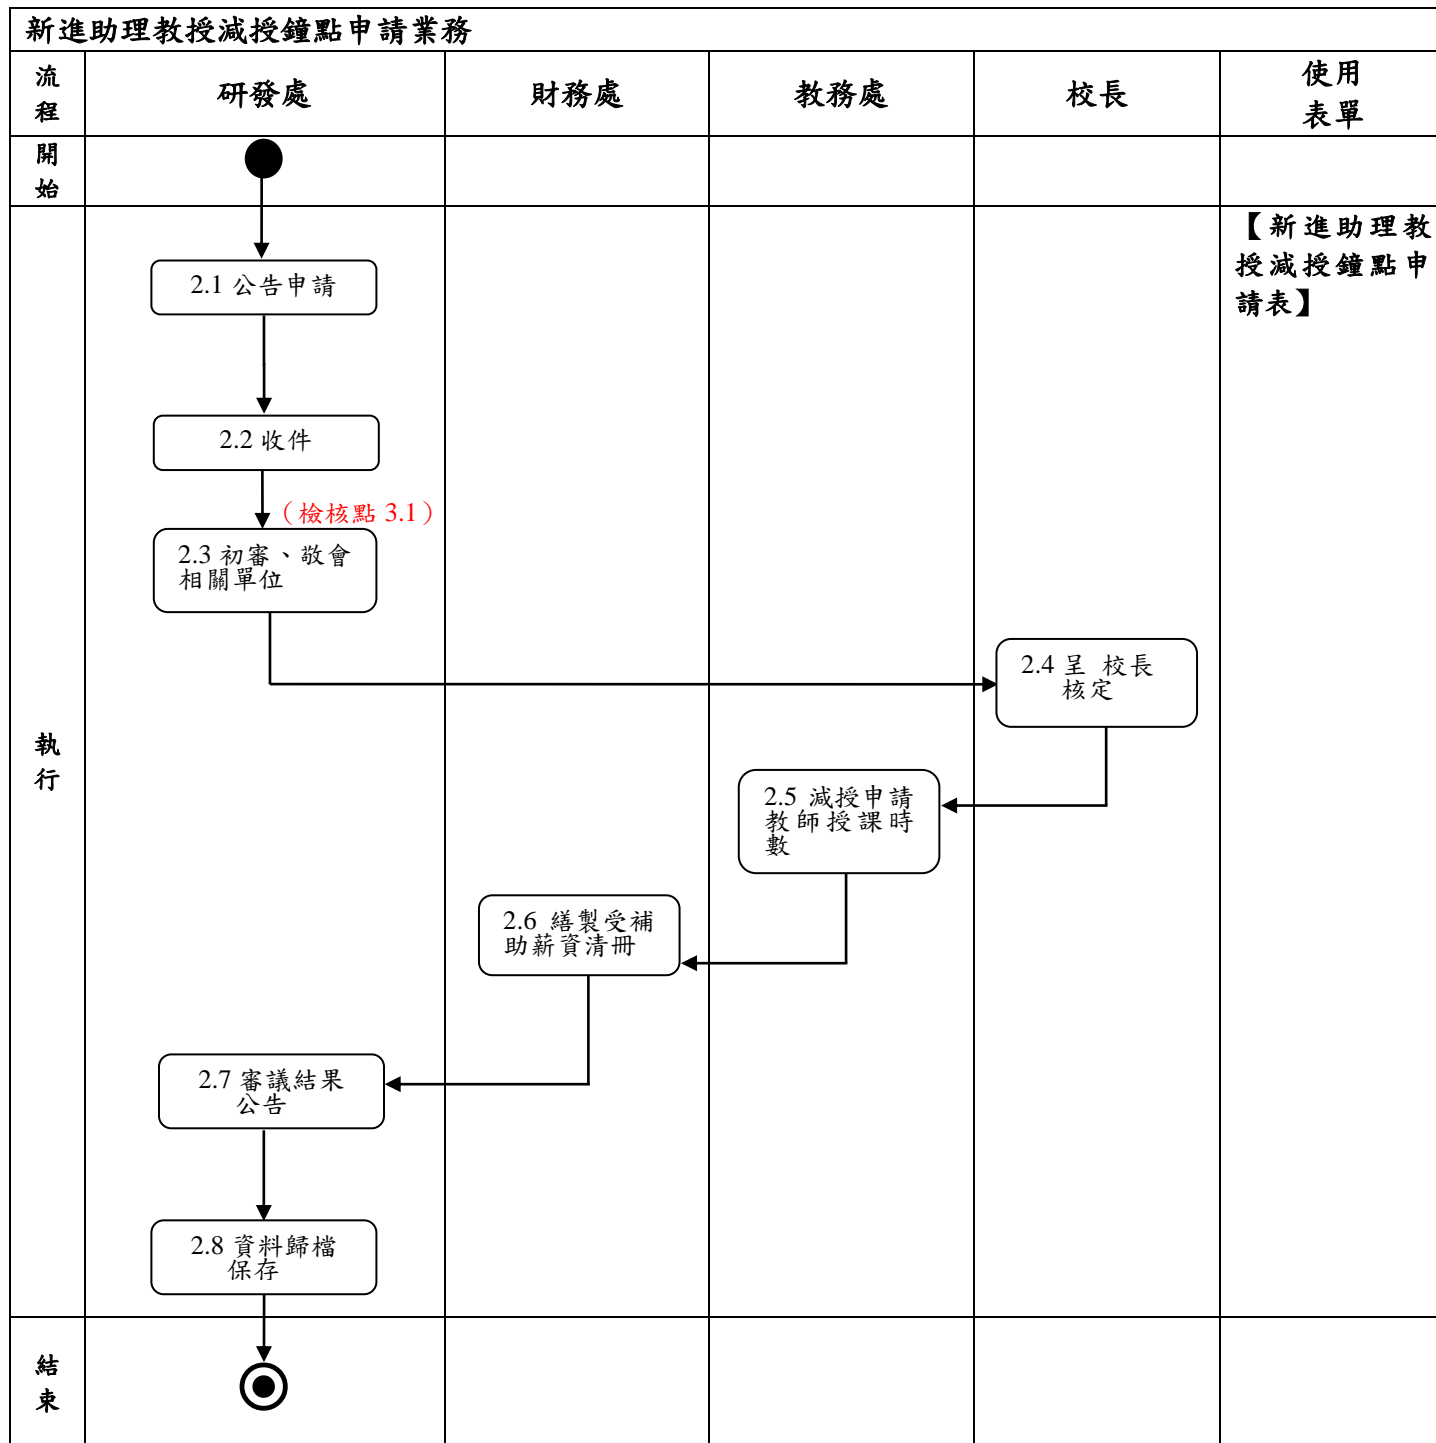 新進助理教授減授鐘點申請業務
流程
研發處
財務處
教務處
校長
使用
表單
開始
【新進助理教
授減授鐘點申
請表】
2.1 公告申請
2.2 收件
（檢核點 3.1）
2.3 初審、敬會
相關單位
2.4 呈 校長
核定
執行
2.5 減授申請
教師授課時
數
2.6 繕製受補
助薪資清冊
2.7 審議結果
公告
2.8 資料歸檔
保存
結束